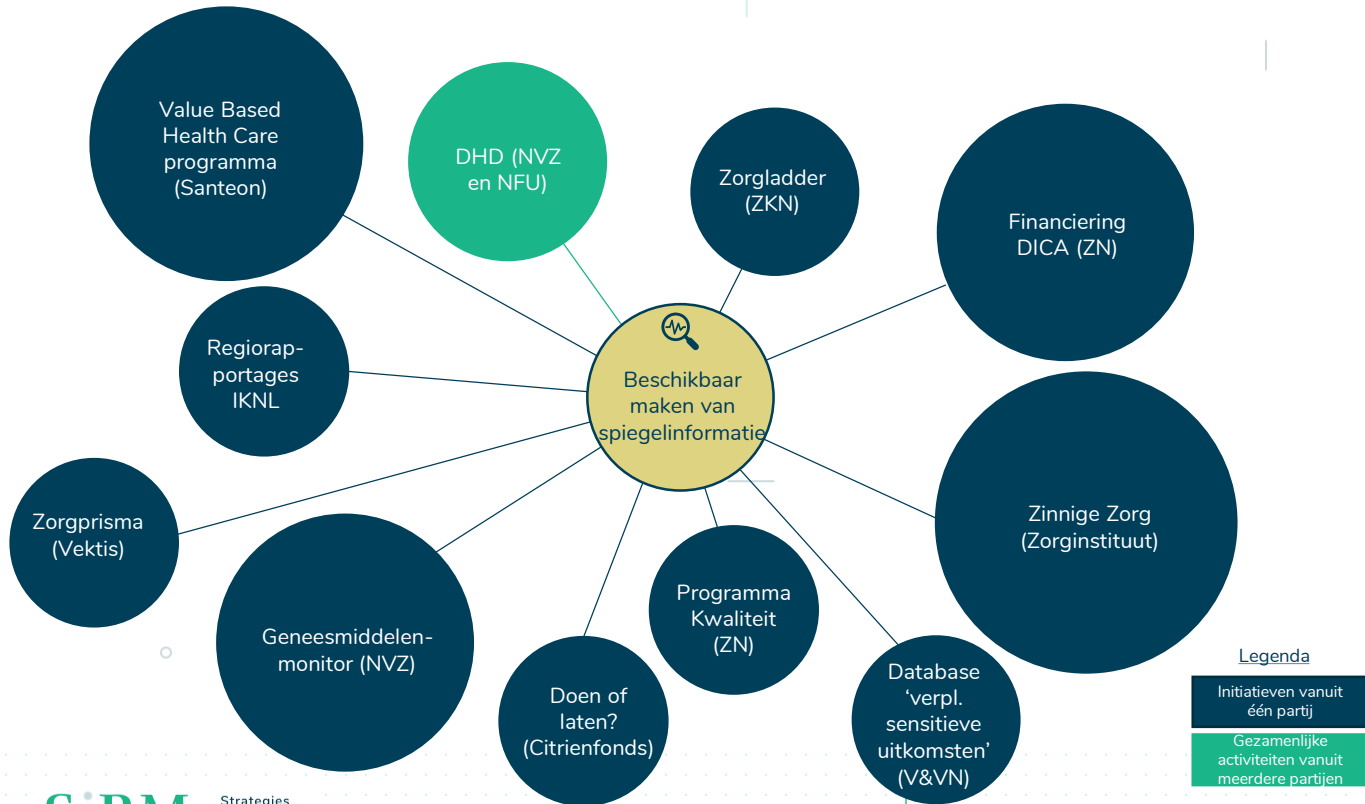 Value Based
Health Care
programma
(Santeon)
DHD (NVZ
en NFU)
Zorgladder
(ZKN)
Financiering
DICA (ZN)
Regiorap-
portages
IKNL
Beschikbaar
maken van
spiegelinformatie
Zorgprisma
(Vektis)
Zinnige Zorg
(Zorginstituut)
Geneesmiddelen-
monitor (NVZ)
Programma
Kwaliteit
(ZN)
Doen of
laten?
(Citrienfonds)
Database
‘verpl.
sensitieve
uitkomsten’
(V&VN)
Legenda
Initiatieven vanuit
één partij
Gezamenlijke
activiteiten vanuit
meerdere partijen
SiRM
Strategies